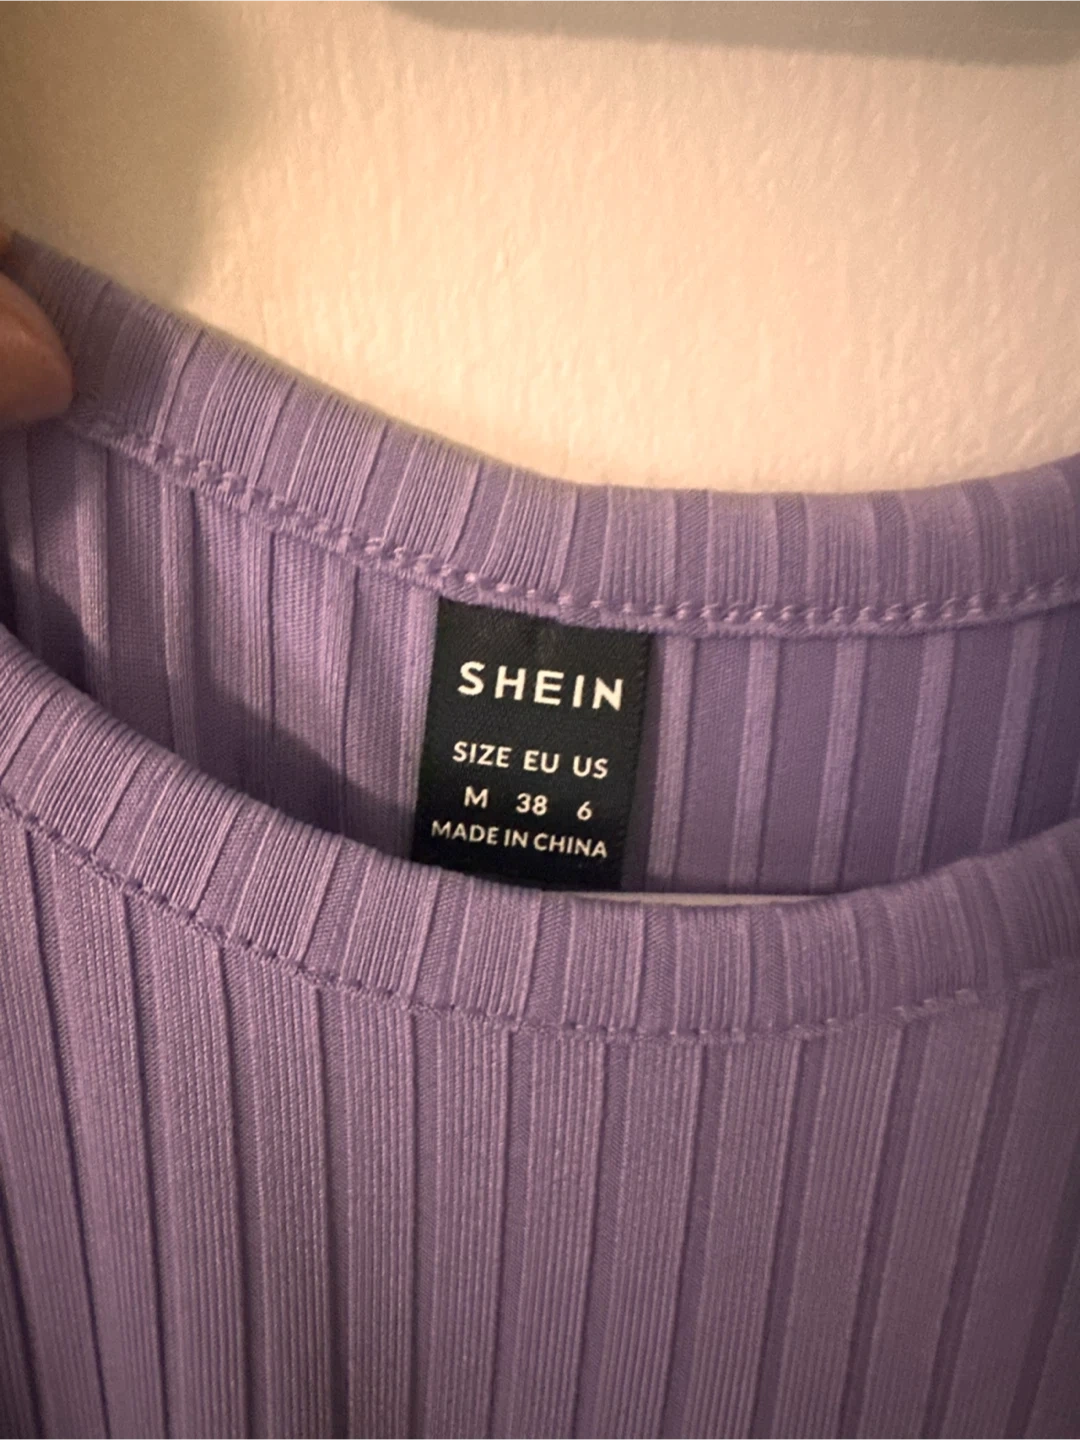 SHEIN
SIZE EU US
M 38 6
MADE IN CHINA